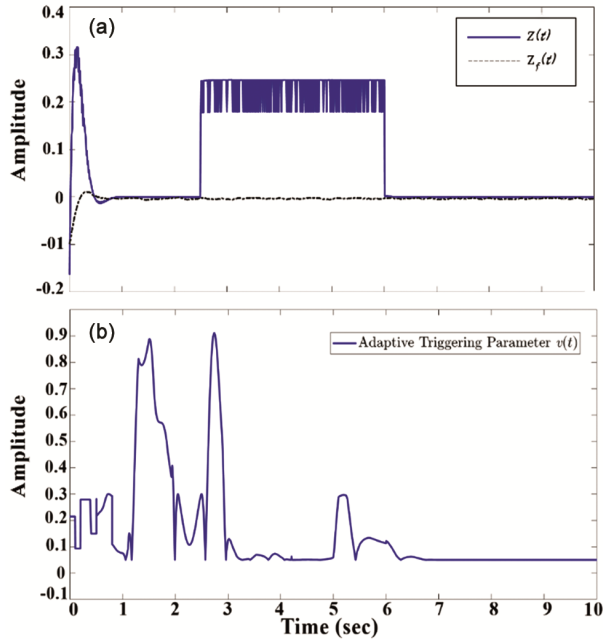 (a)
Z(t)
Z_f(t)
Amplitude
0.4
0.3
0.2
0.1
0
-01
-0.2
(b)
Adaptive Triggering Parameter v(t)
Amplitude
0.9
0.8
0.7
0.6
0.5
0.4
0.3
0.2
0.1
0
-0.1
0 1 2 3 4 5 6 7 8 9 10
Time (sec)